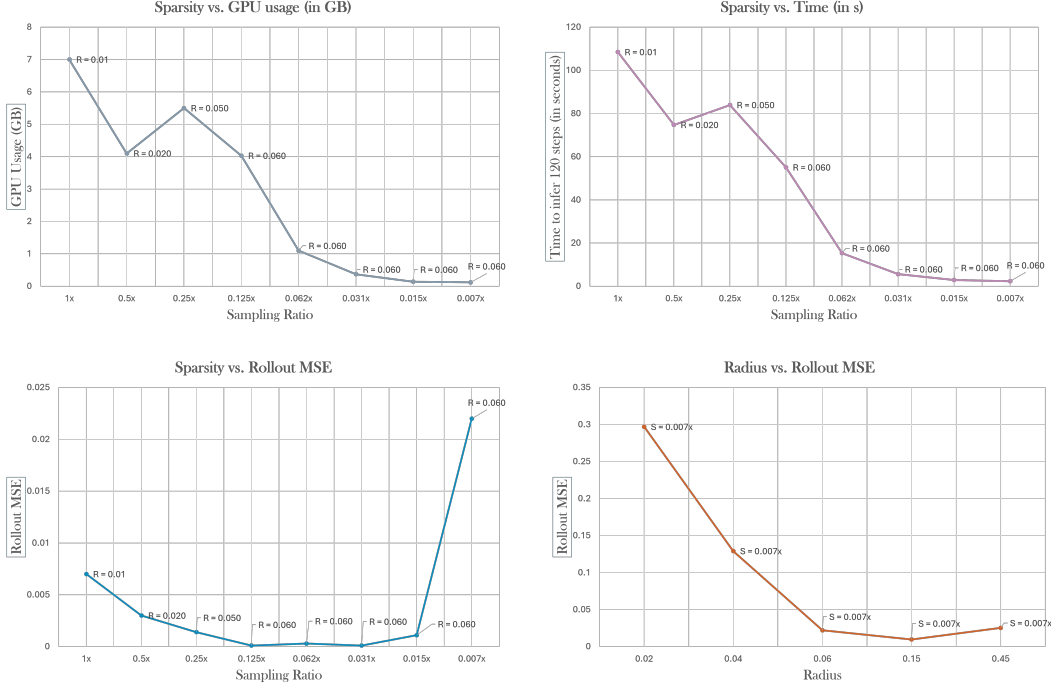 Sparsity vs. GPU usage (in GB)
GPU Usage (GB)
8
7
6
5
4
3
2
1
0
R = 0.01
R = 0.020
R = 0.050
R = 0.060
R = 0.060
R = 0.060
R = 0.060
R = 0.060
1x
0.5x
0.25x
0.125x
0.062x
0.031x
0.015x
0.007x
Sampling Ratio
Sparsity vs. Time (in s)
Time to infer 120 steps (in seconds)
120
100
80
60
40
20
0
R = 0.01
R = 0.020
R = 0.050
R = 0.060
R = 0.060
R = 0.060
R = 0.060
R = 0.060
1x
0.5x
0.25x
0.125x
0.062x
0.031x
0.015x
0.007x
Sampling Ratio
Sparsity vs. Rollout MSE
Rollout MSE
0.025
0.02
0.015
0.01
0.005
0
R = 0.01
R = 0.020
R = 0.050
R = 0.060
R = 0.060
R = 0.060
R = 0.060
R = 0.060
1x
0.5x
0.25x
0.125x
0.062x
0.031x
0.015x
0.007x
Sampling Ratio
Radius vs. Rollout MSE
Rollout MSE
0.35
0.3
0.25
0.2
0.15
0.1
0.05
0
S = 0.007x
S = 0.007x
S = 0.007x
S = 0.007x
S = 0.007x
0.02
0.04
0.06
0.15
0.45
Radius